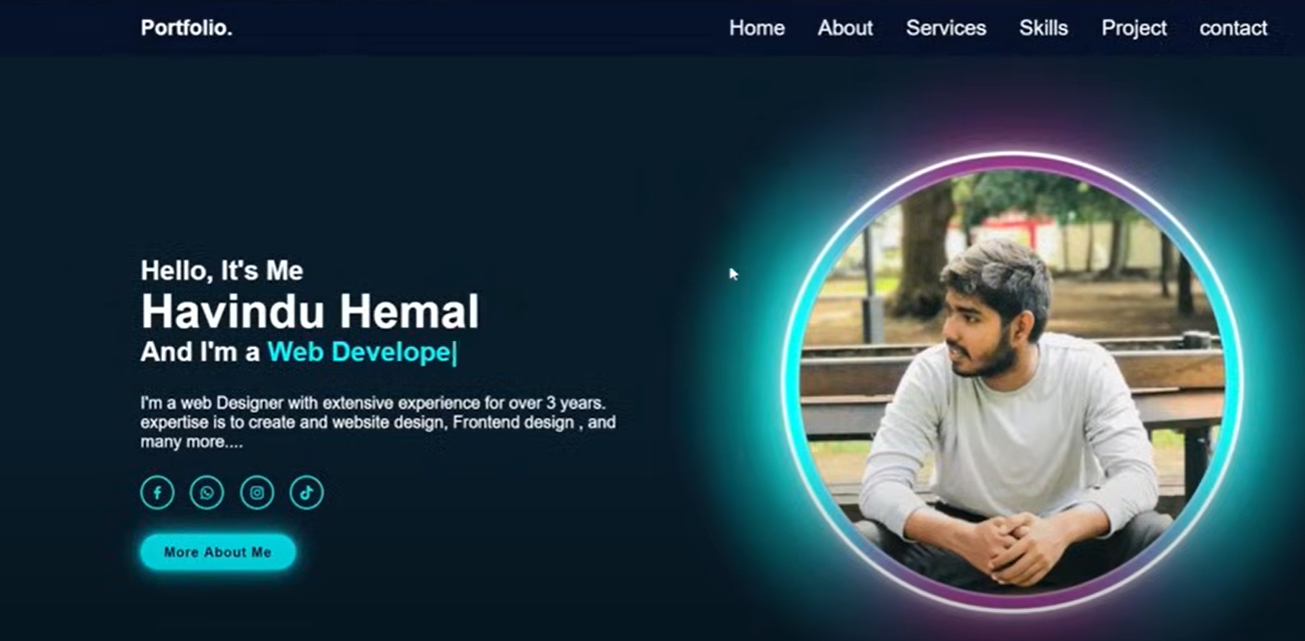 Portfolio.
Home About Services Skills Project contact
Hello, It's Me
Havindu Hemal
And I'm a Web Develope|
I'm a web Designer with extensive experience for over 3 years.
expertise is to create and website design, Frontend design , and
many more....
More About Me